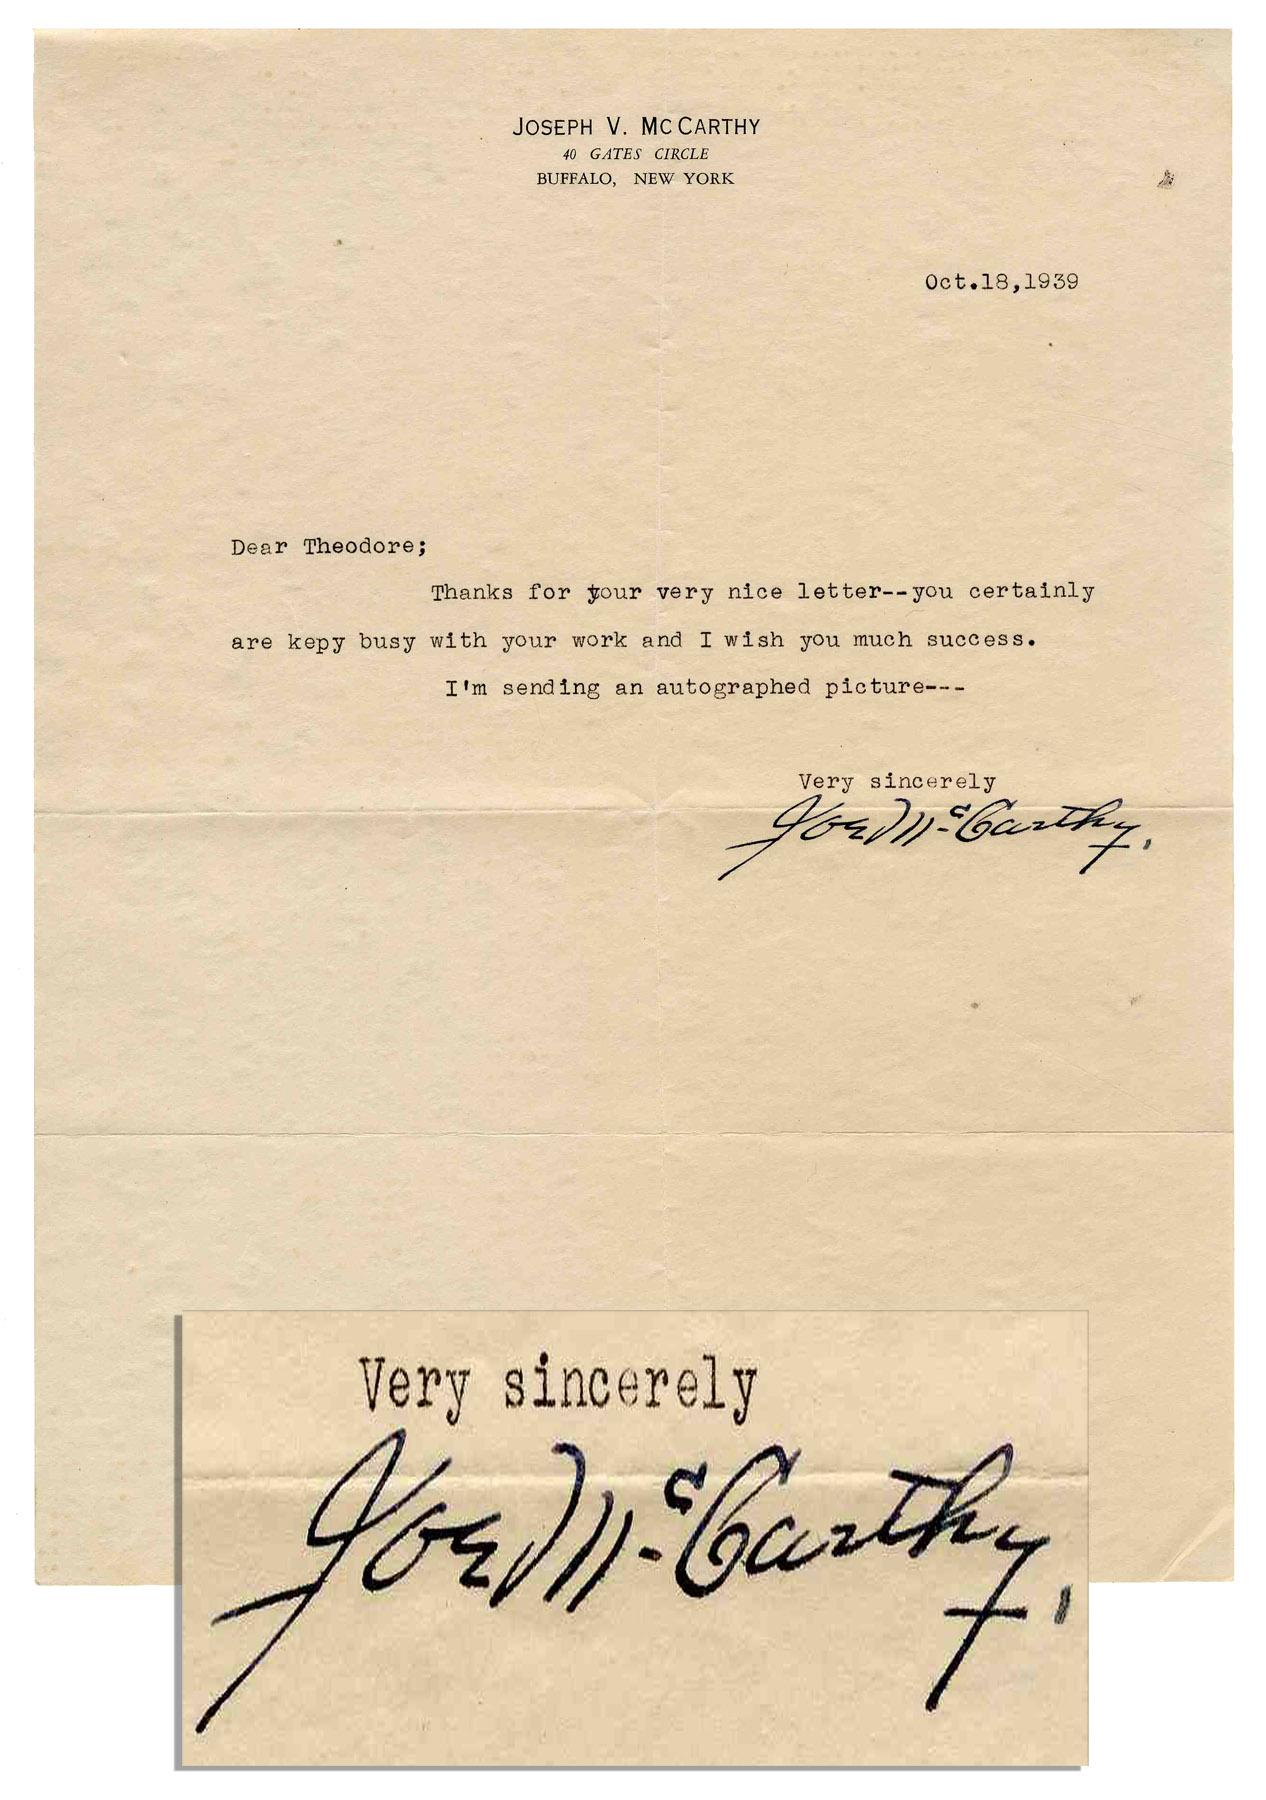 JOSEPH V. MCCARTHY
40 GATES CIRCLE
BUFFALO, NEW YORK
Oct.18,1939
Dear Theodore;
Thanks for your very nice letter--you certainly
are kepy busy with your work and I wish you much success.
I'm sending an autographed picture---
Very sincerely
Joe McCarthy.
Very sincerely
Joe McCarthy.